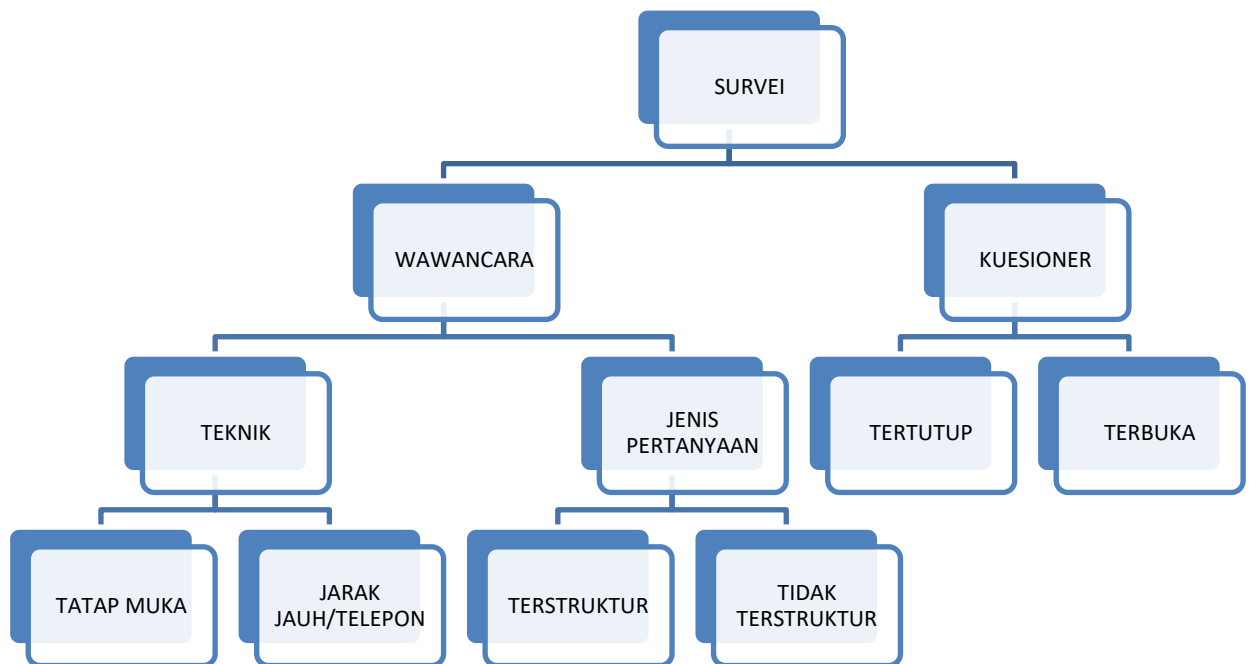 SURVEI
WAWANCARA
KUESIONER
TEKNIK
JENIS
PERTANYAAN
TERTUTUP
TERBUKA
TATAP MUKA
JARAK
JAUH/TELEPON
TERSTRUKTUR
TIDAK
TERSTRUKTUR